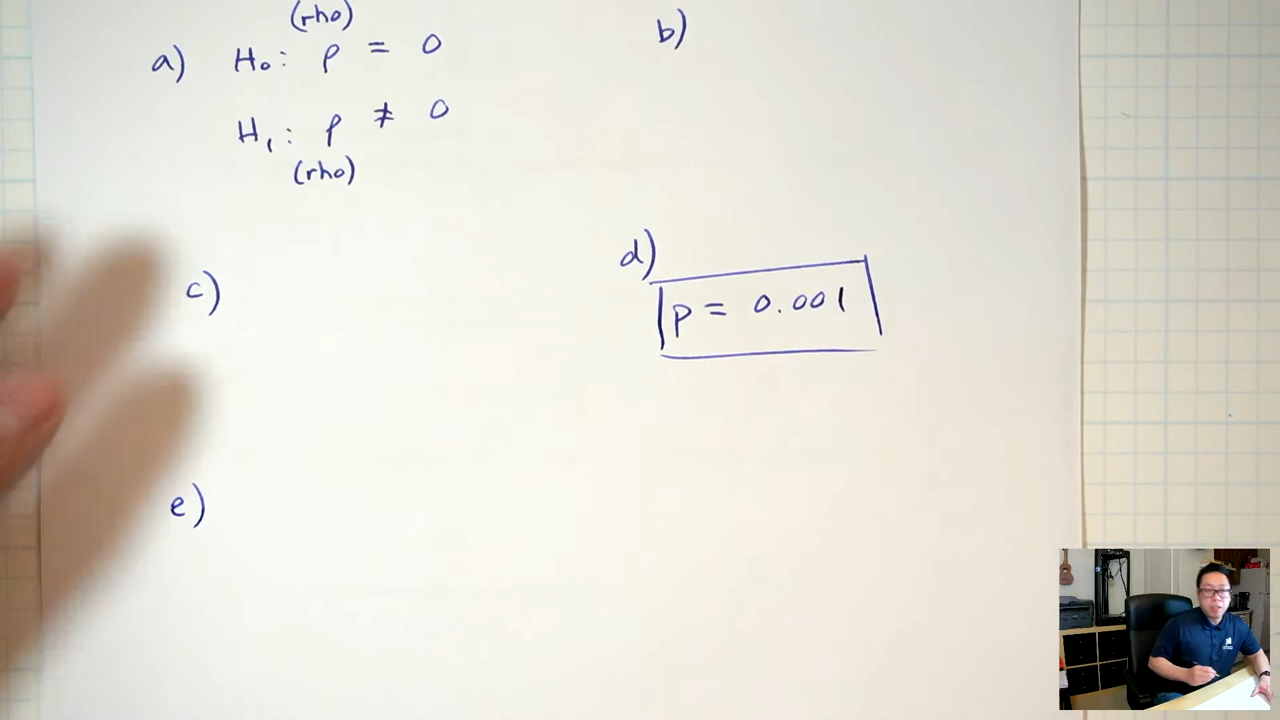 (rho)
a) H₀: ρ = 0
H₁: ρ ≠ 0
(rho)
b)
c)
d)
p = 0.001
e)